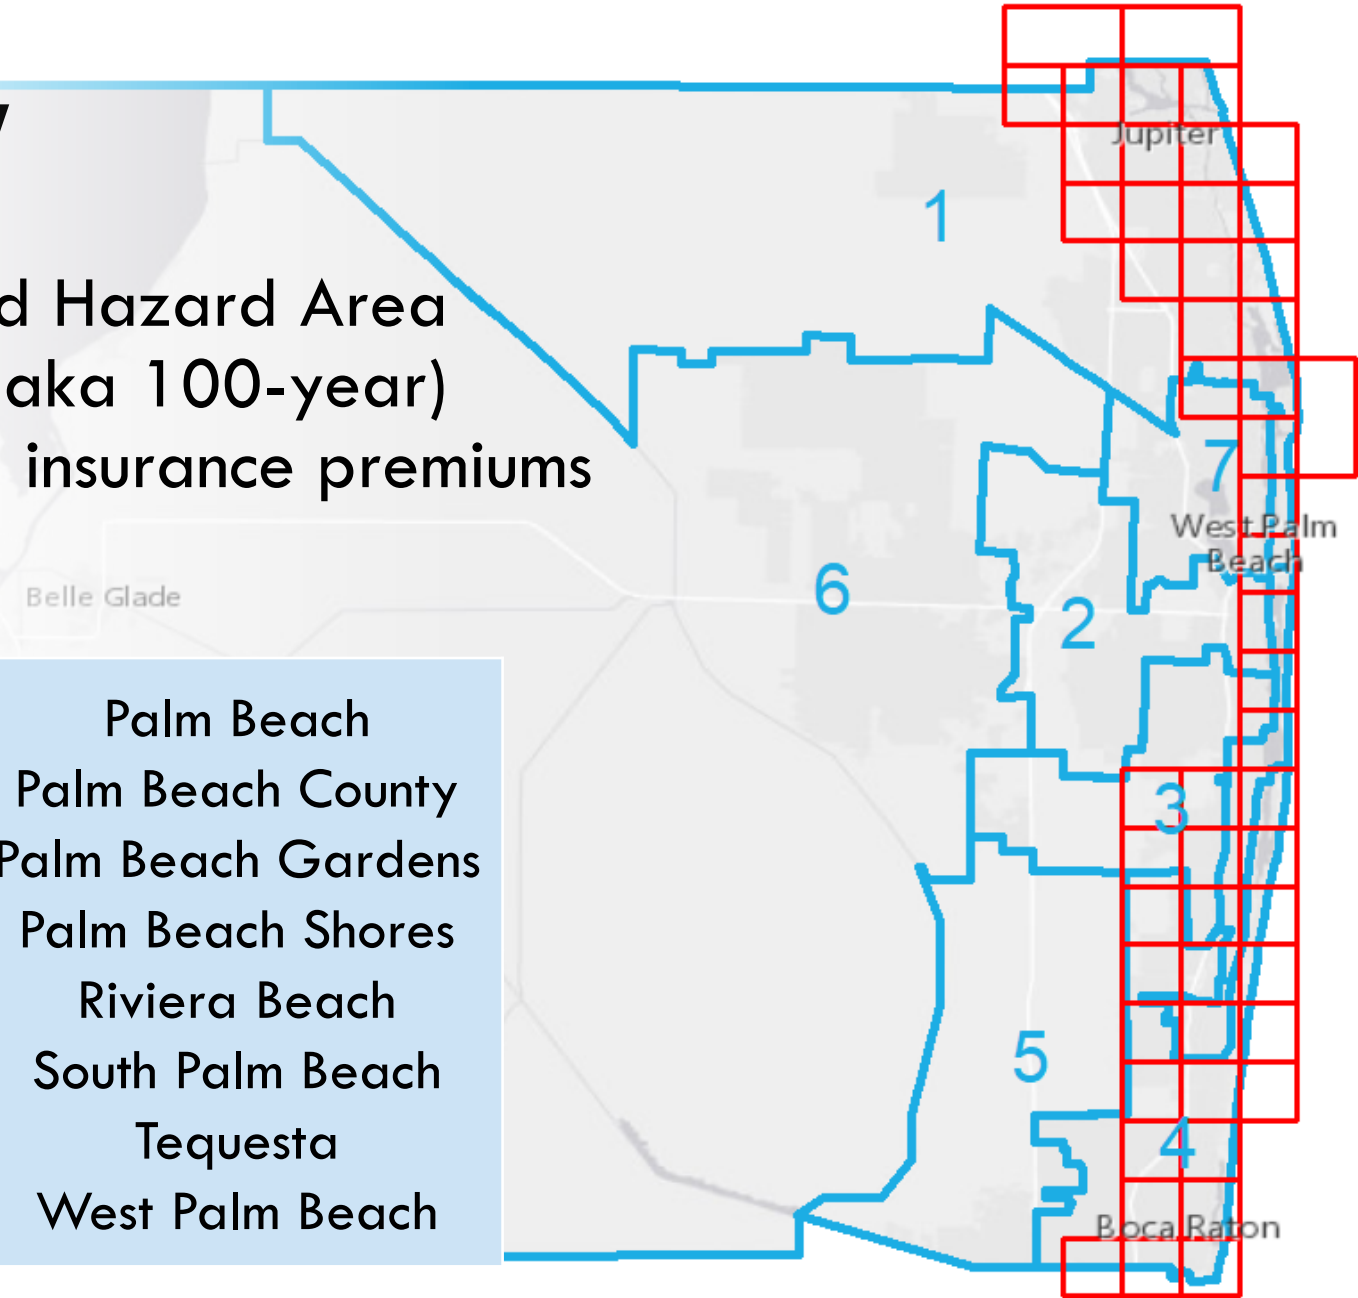 d Hazard Area
aka 100-year)
insurance premiums
Jupiter
1
7
West Palm
Beach
Belle Glade
6
2
Palm Beach
Palm Beach County
Palm Beach Gardens
Palm Beach Shores
Riviera Beach
South Palm Beach
Tequesta
West Palm Beach
3
5
4
Boca Raton